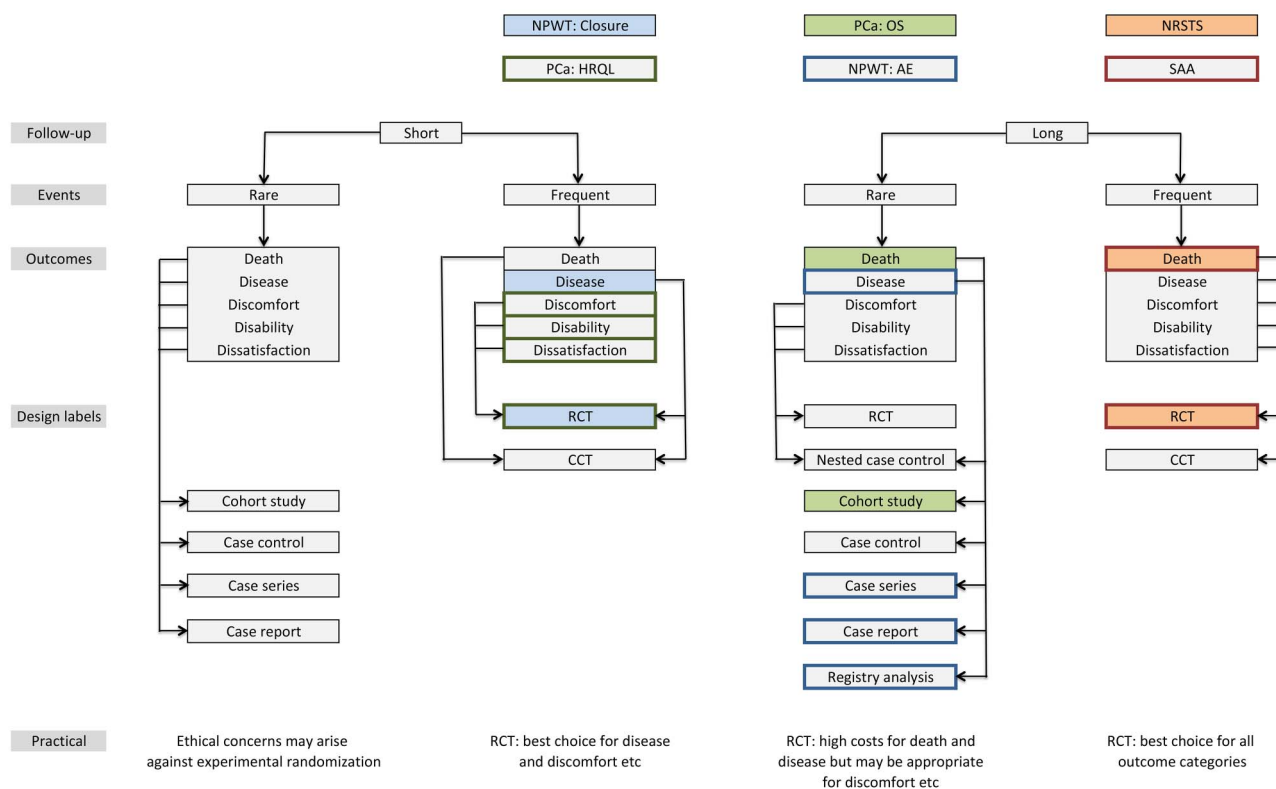 NPWT: Closure
PCa: OS
NRSTS
PCa: HRQL
NPWT: AE
SAA
Follow-up
Short
Long
Events
Rare
Frequent
Rare
Frequent
Outcomes
Death
Disease
Discomfort
Disability
Dissatisfaction
Death
Disease
Discomfort
Disability
Dissatisfaction
Death
Disease
Discomfort
Disability
Dissatisfaction
Death
Disease
Discomfort
Disability
Dissatisfaction
Design labels
Cohort study
Case control
Case series
Case report
RCT
CCT
RCT
Nested case control
Cohort study
Case control
Case series
Case report
Registry analysis
RCT
CCT
Practical
Ethical concerns may arise
against experimental randomization
RCT: best choice for disease
and discomfort etc
RCT: high costs for death and
disease but may be appropriate
for discomfort etc
RCT: best choice for all
outcome categories